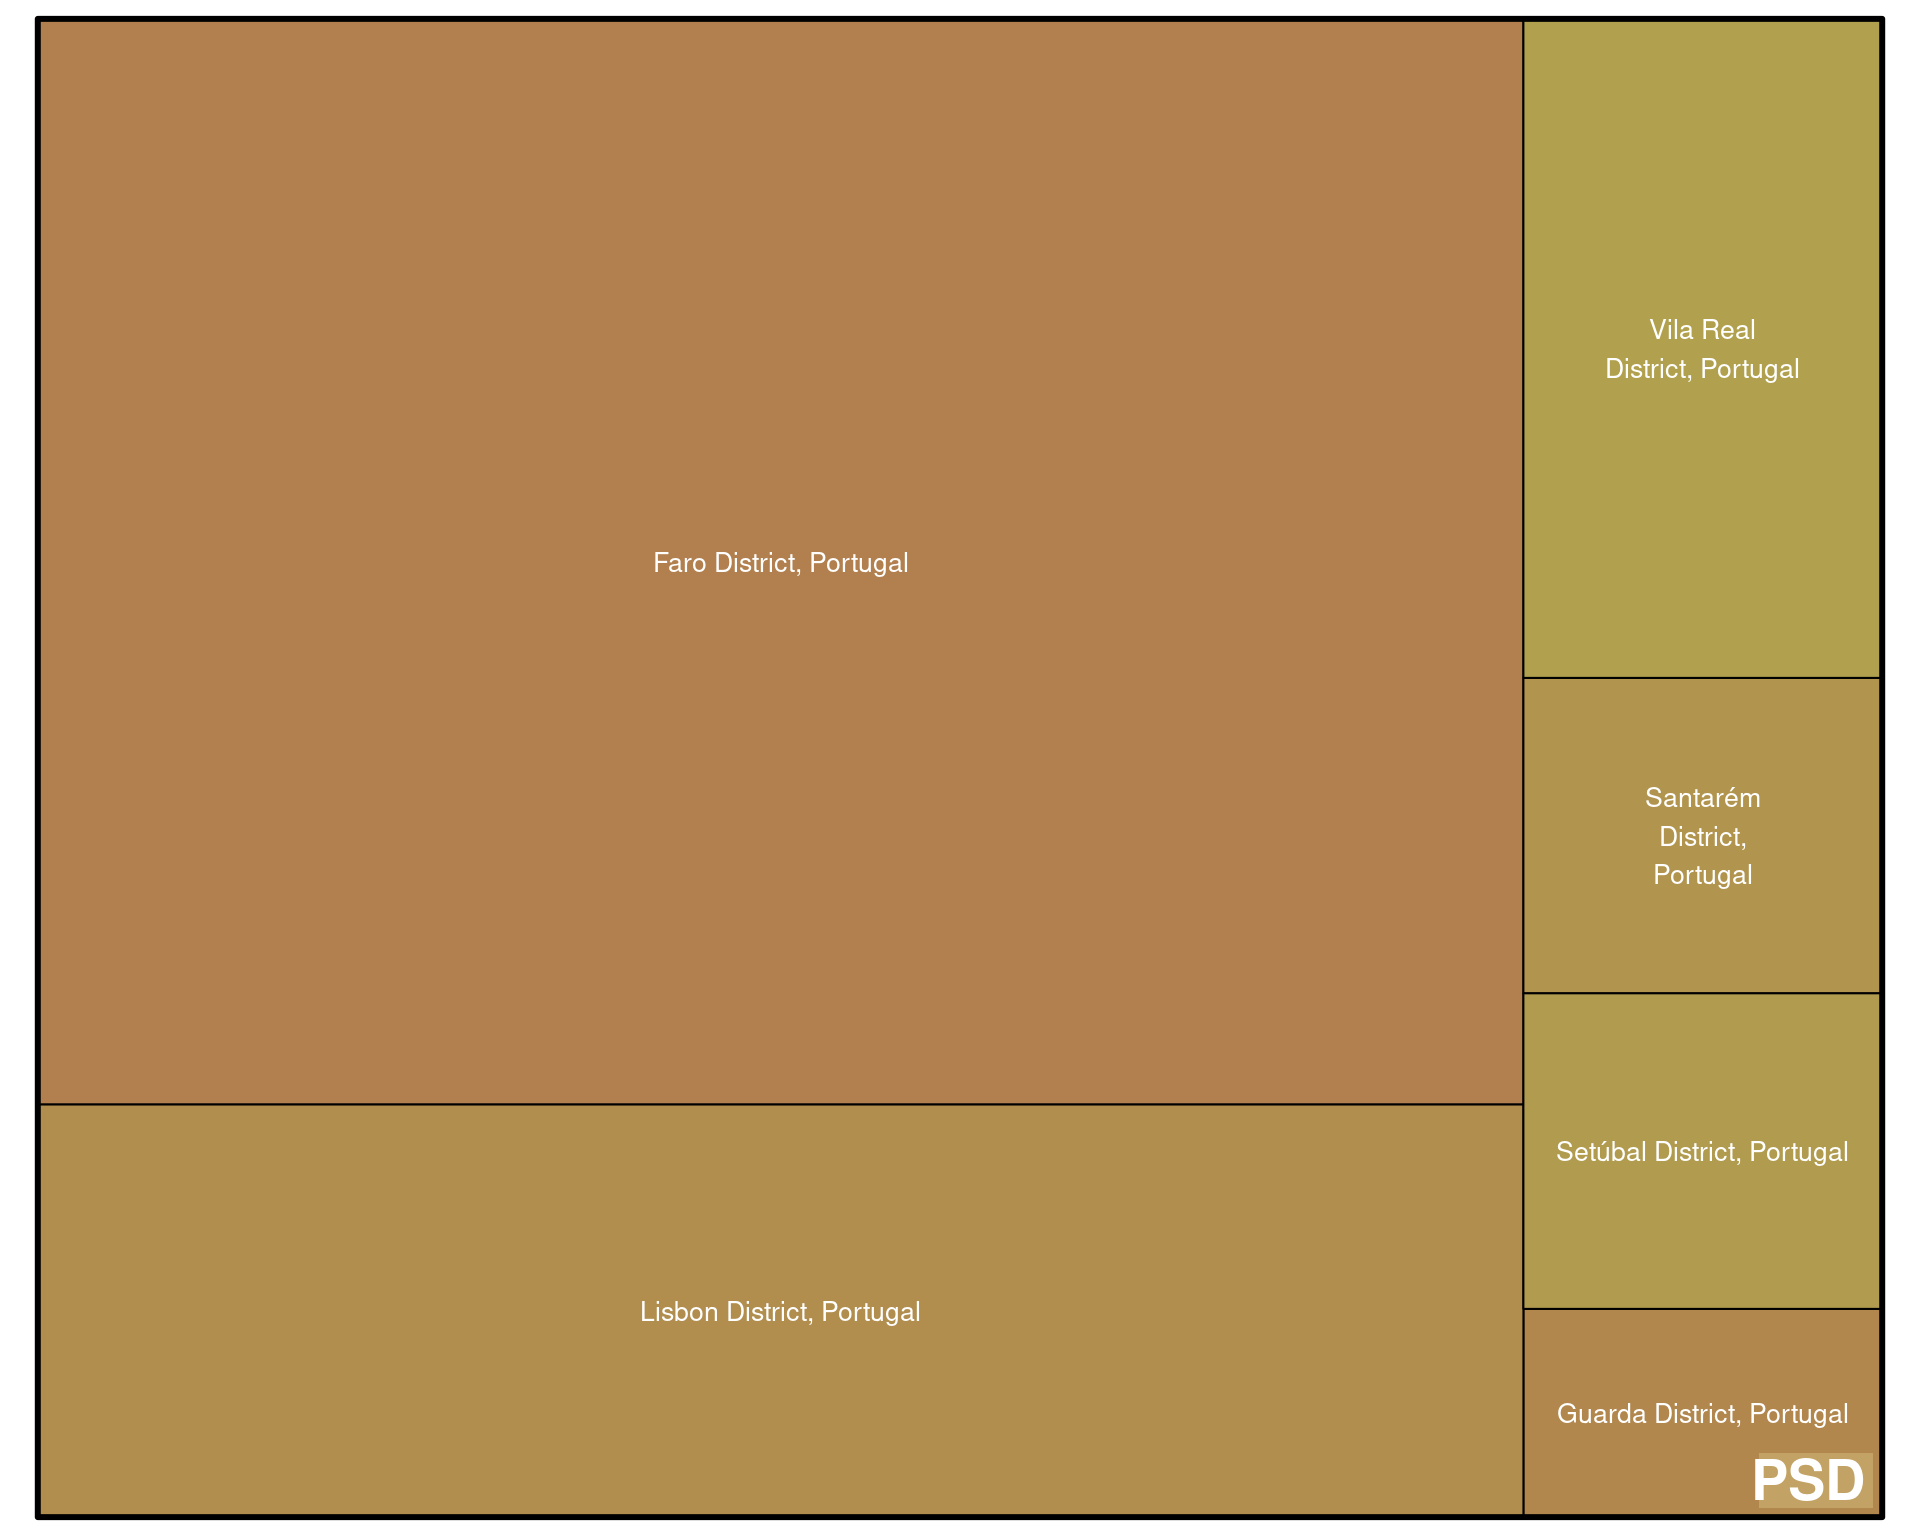 Vila Real
District, Portugal
Faro District, Portugal
Santarém
District,
Portugal
Setúbal District, Portugal
Lisbon District, Portugal
Guarda District, Portugal
PSD